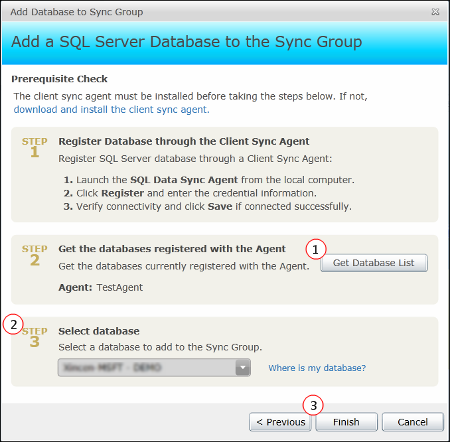 Add Database to Sync Group
Add a SQL Server Database to the Sync Group
Prerequisite Check
The client sync agent must be installed before taking the steps below. If not,
download and install the client sync agent.
STEP
1
Register Database through the Client Sync Agent
Register SQL Server database through a Client Sync Agent:
1. Launch the SQL Data Sync Agent from the local computer.
2. Click Register and enter the credential information.
3. Verify connectivity and click Save if connected successfully.
STEP
2
Get the databases registered with the Agent
Get the databases currently registered with the Agent.
Agent: TestAgent
1
Get Database List
2
STEP
3
Select database
Select a database to add to the Sync Group.
Where is my database?
3
< Previous
Finish
Cancel